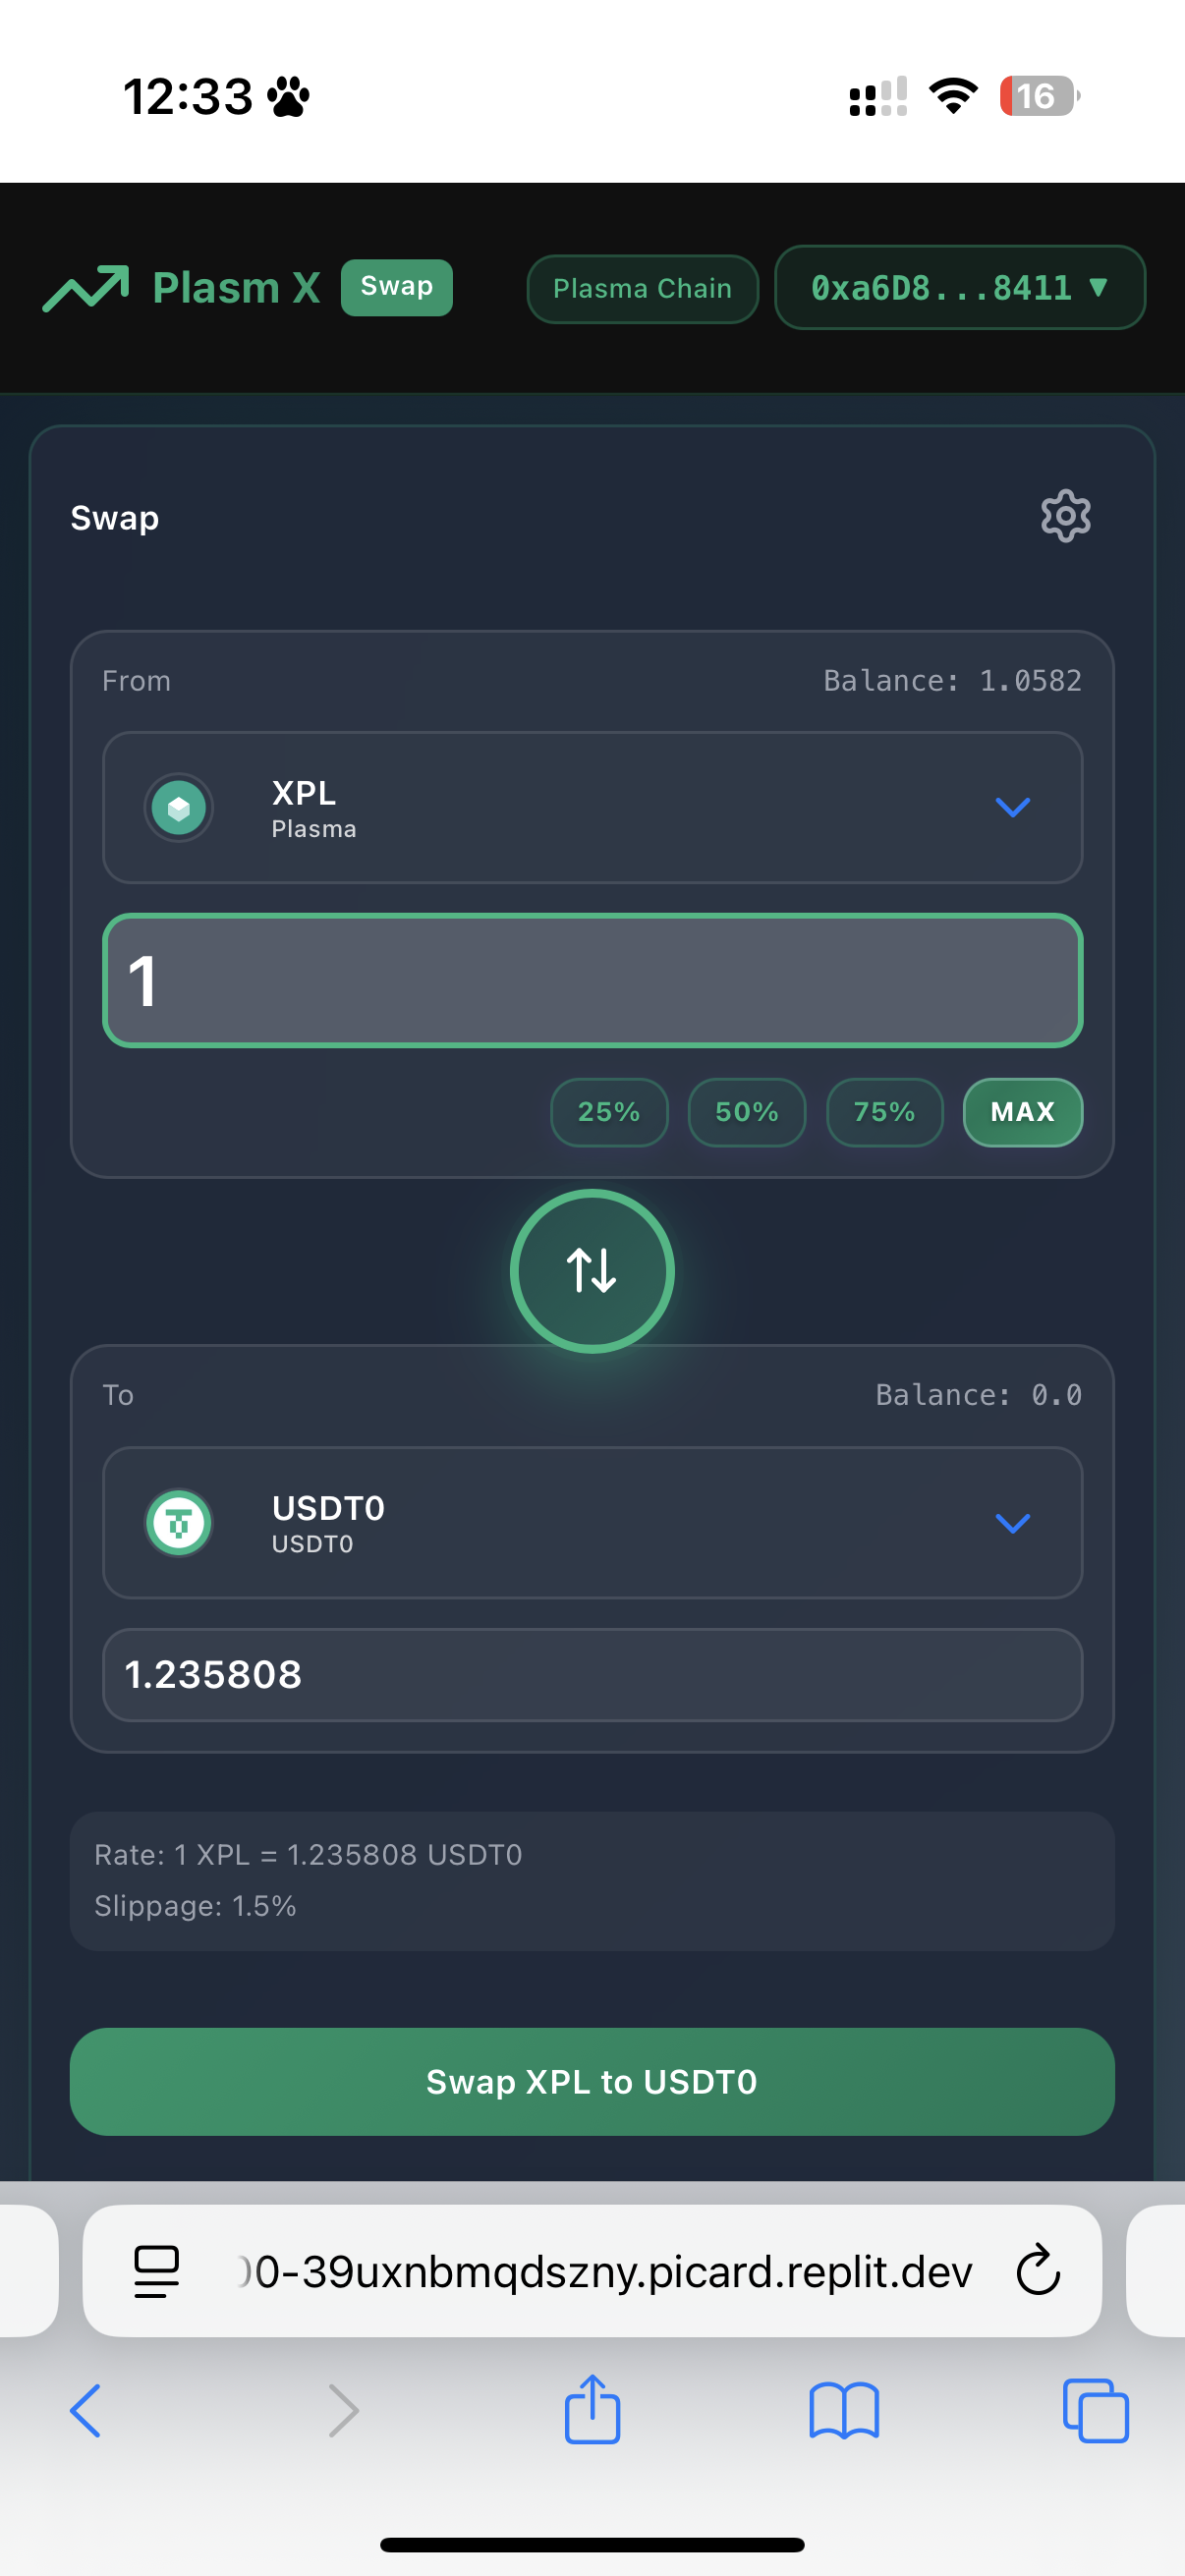 12:33
16
Plasm X
Swap
Plasma Chain
0xa6D8...8411 ▼
Swap
From
Balance: 1.0582
XPL
Plasma
1
25%
50%
75%
MAX
To
Balance: 0.0
USDT0
USDT0
1.235808
Rate: 1 XPL = 1.235808 USDT0
Slippage: 1.5%
Swap XPL to USDT0
0-39uxnbmqdszny.picard.replit.dev